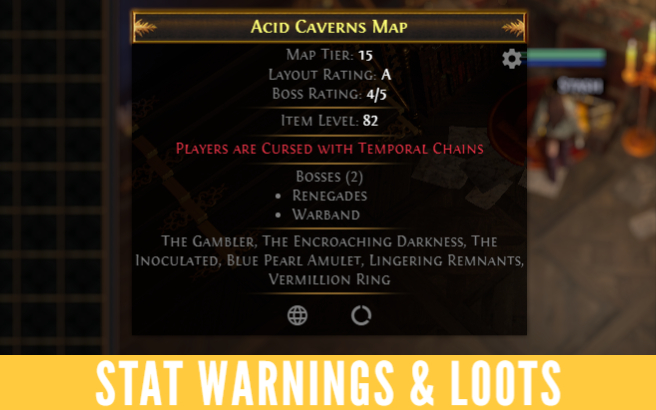 Acid Caverns Map
Map Tier: 15
Layout Rating: A
Boss Rating: 4/5
Item Level: 82
Players are Cursed with Temporal Chains
Bosses (2)
• Renegades
• Warband
The Gambler, The Encroaching Darkness, The
Inoculated, Blue Pearl Amulet, Lingering Remnants,
Vermillion Ring
Stash
STAT WARNINGS & LOOTS